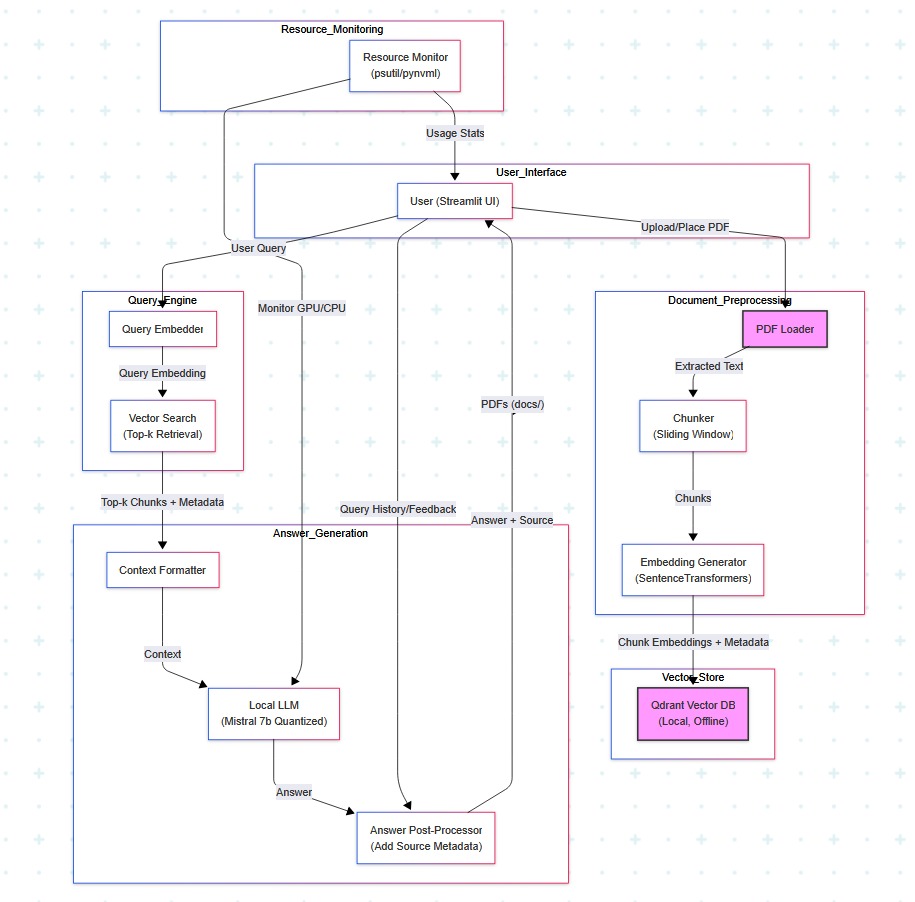 Resource_Monitoring
Resource Monitor
(psutil/pynvml)
Usage Stats
User_Interface
User (Streamlit UI)
Upload/Place PDF
User Query
Query_Engine
Monitor GPU/CPU
Document_Preprocessing
Query Embedder
PDF Loader
Query Embedding
Extracted Text
PDFs (docs/)
Vector Search
(Top-k Retrieval)
Chunker
(Sliding Window)
Top-k Chunks + Metadata
Chunks
Query History/Feedback
Answer + Source
Answer_Generation
Context Formatter
Embedding Generator
(SentenceTransformers)
Context
Chunk Embeddings + Metadata
Vector_Store
Local LLM
(Mistral 7b Quantized)
Qdrant Vector DB
(Local, Offline)
Answer
Answer Post-Processor
(Add Source Metadata)